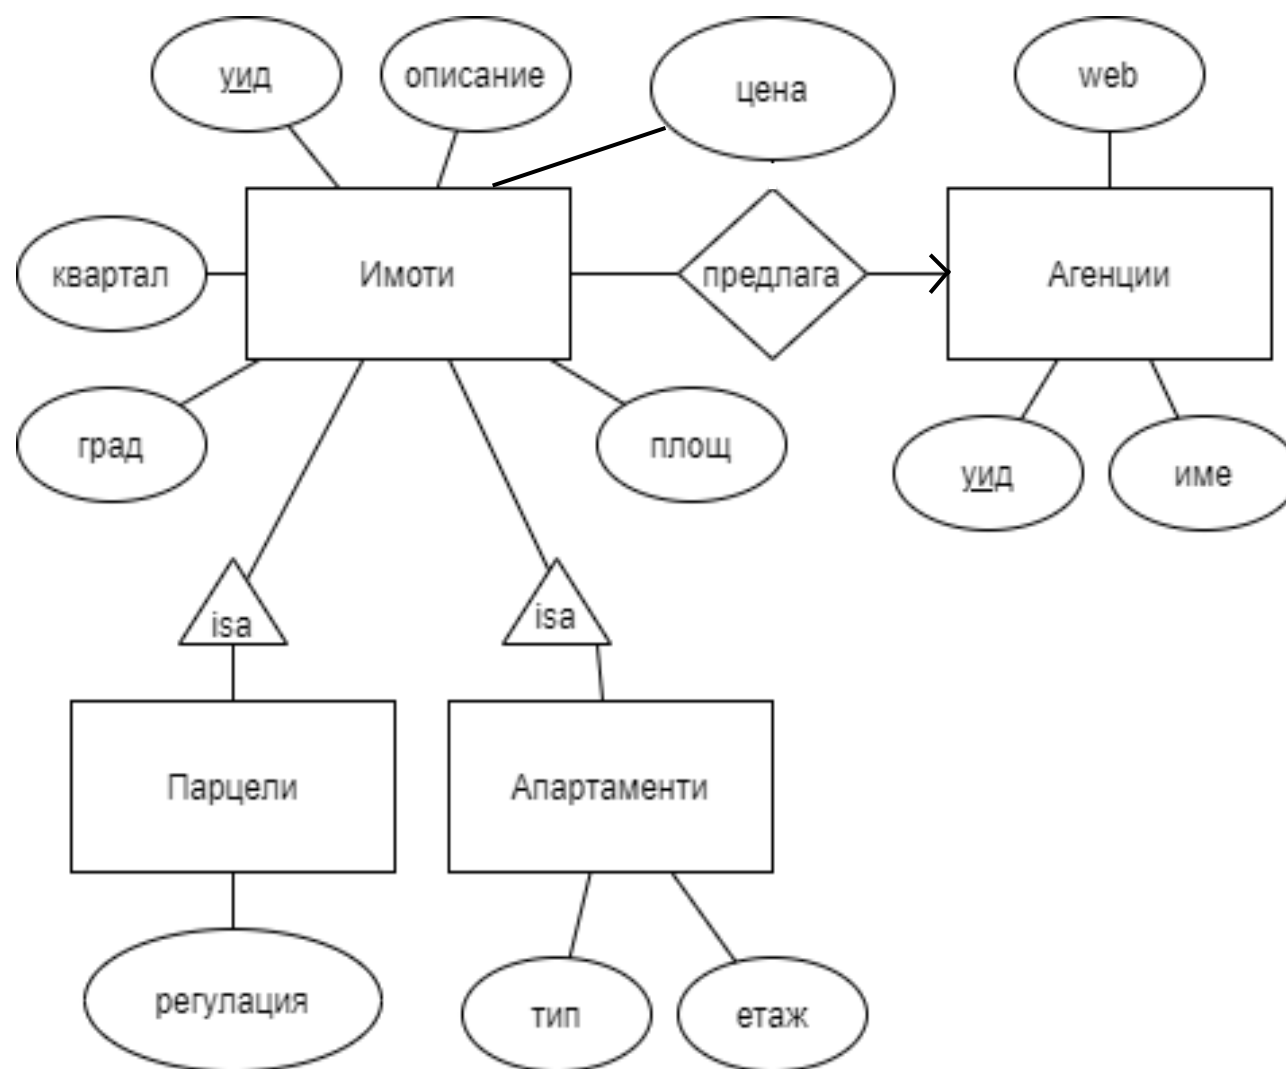 уид
описание
цена
web
квартал
Имоти
предлага
Агенции
град
площ
уид
име
isa
isa
Парцели
Апартаменти
регулация
тип
етаж